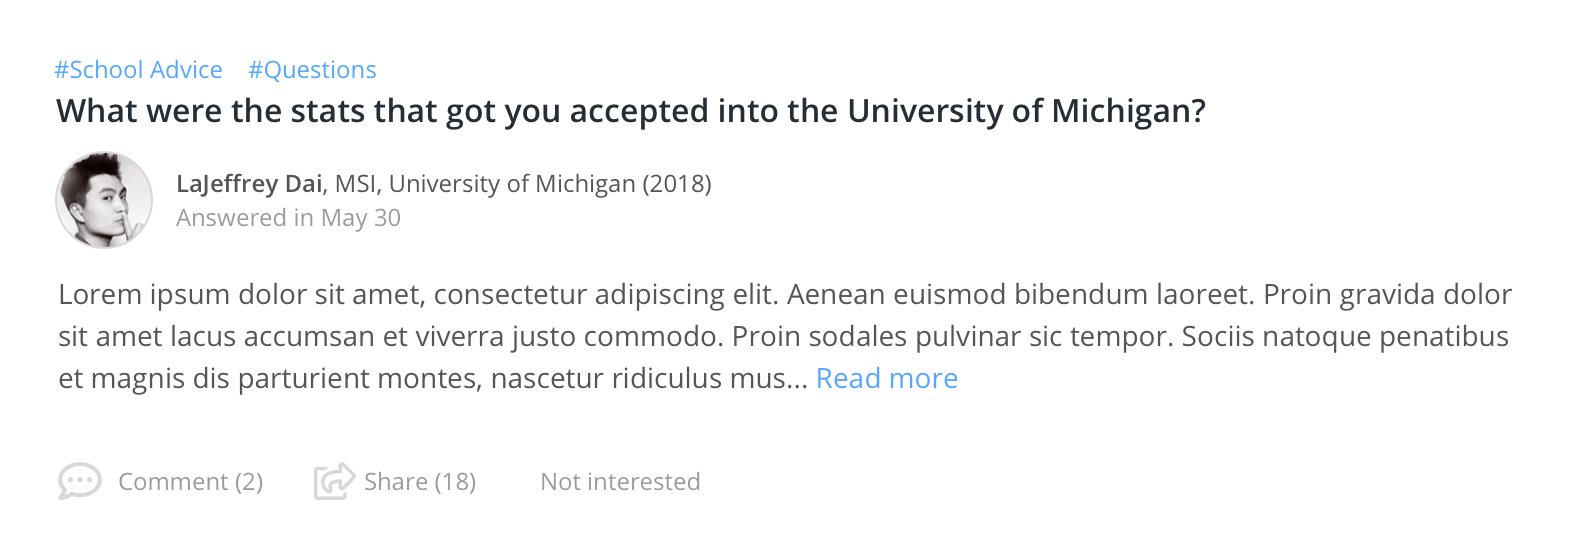 #School Advice #Questions
What were the stats that got you accepted into the University of Michigan?
LaJeffrey Dai, MSI, University of Michigan (2018)
Answered in May 30
Lorem ipsum dolor sit amet, consectetur adipiscing elit. Aenean euismod bibendum laoreet. Proin gravida dolor
sit amet lacus accumsan et viverra justo commodo. Proin sodales pulvinar sic tempor. Sociis natoque penatibus
et magnis dis parturient montes, nascetur ridiculus mus... Read more
Comment (2) Share (18) Not interested